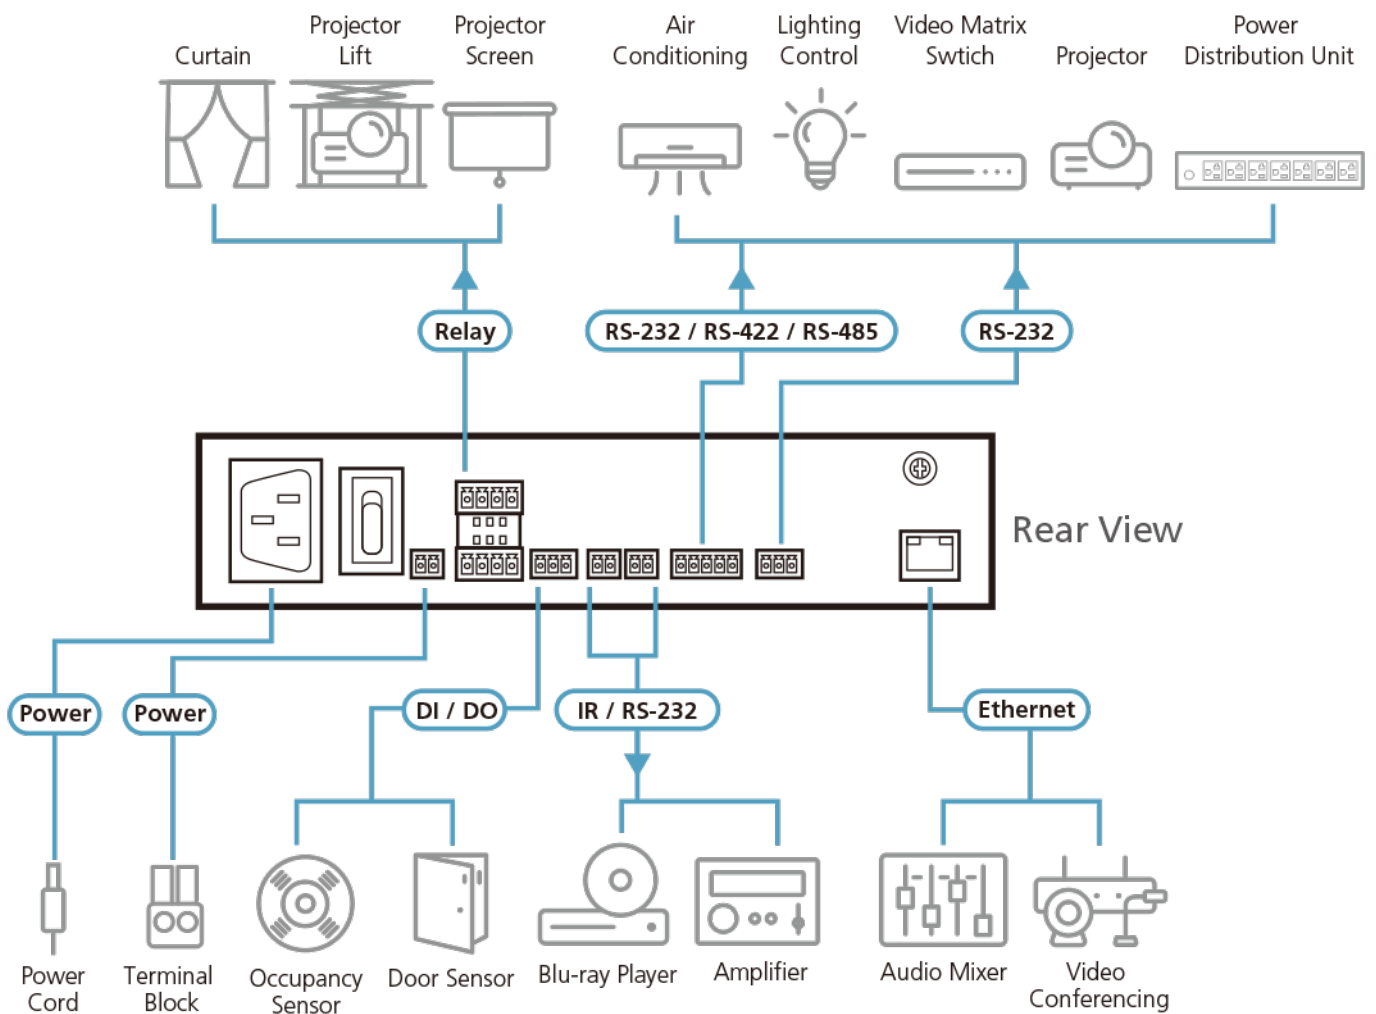 Curtain
Projector
Lift
Projector
Screen
Air
Conditioning
Lighting
Control
Video Matrix
Swtich
Projector
Power
Distribution Unit
Relay
RS-232 / RS-422 / RS-485
RS-232
Rear View
Power
Power
DI / DO
IR / RS-232
Ethernet
Power
Cord
Terminal
Block
Occupancy
Sensor
Door Sensor
Blu-ray Player
Amplifier
Audio Mixer
Video
Conferencing